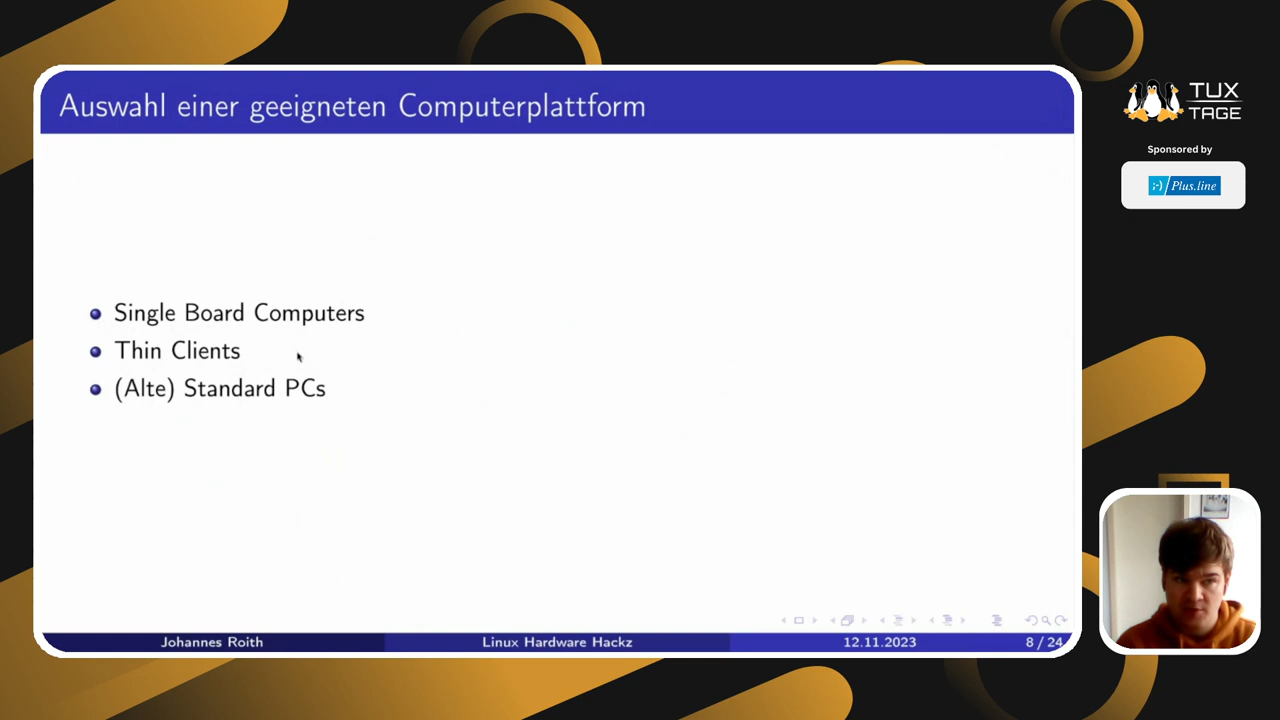 Auswahl einer geeigneten Computerplattform
Single Board Computers
Thin Clients
(Alte) Standard PCs
Johannes Roith
Linux Hardware Hackz
12.11.2023
8 / 24
TUX
TAGE
Sponsored by
;-) Plus.line